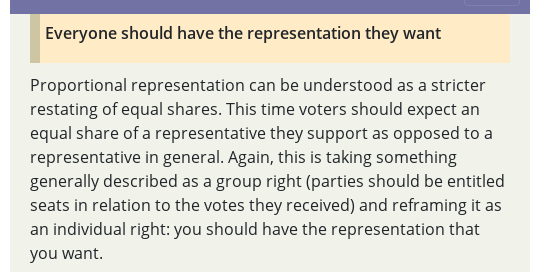 Everyone should have the representation they want
Proportional representation can be understood as a stricter
restating of equal shares. This time voters should expect an
equal share of a representative they support as opposed to a
representative in general. Again, this is taking something
generally described as a group right (parties should be entitled
seats in relation to the votes they received) and reframing it as
an individual right: you should have the representation that
you want.